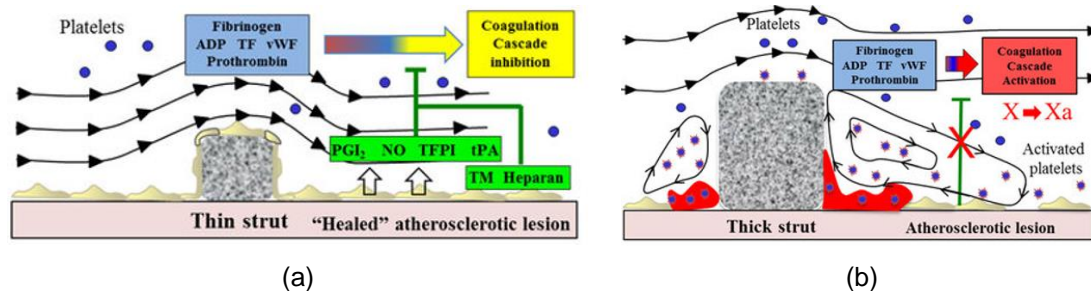 Platelets
Fibrinogen
ADP TF vWF
Prothrombin
Coagulation
Cascade
inhibition
PGI₂ NO TFPI tPA
TM Heparan
Thin strut “Healed” atherosclerotic lesion
(a)
Platelets
Fibrinogen
ADP TF vWF
Prothrombin
Coagulation
Cascade
Activation
X ➡ Xa
Activated
platelets
Thick strut Atherosclerotic lesion
(b)